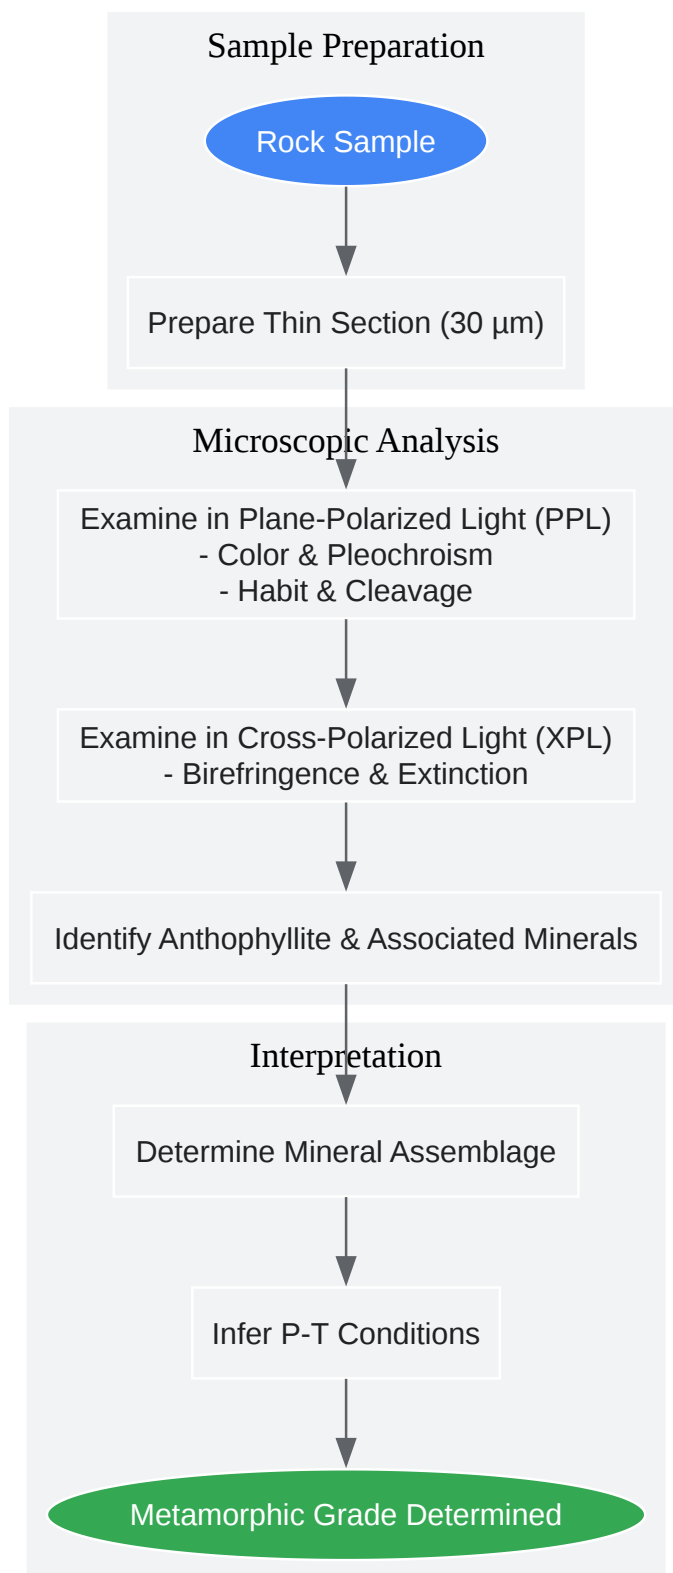 Sample Preparation
Rock Sample
Prepare Thin Section (30 µm)
Microscopic Analysis
Examine in Plane-Polarized Light (PPL)
- Color & Pleochroism
- Habit & Cleavage
Examine in Cross-Polarized Light (XPL)
- Birefringence & Extinction
Identify Anthophyllite & Associated Minerals
Interpretation
Determine Mineral Assemblage
Infer P-T Conditions
Metamorphic Grade Determined